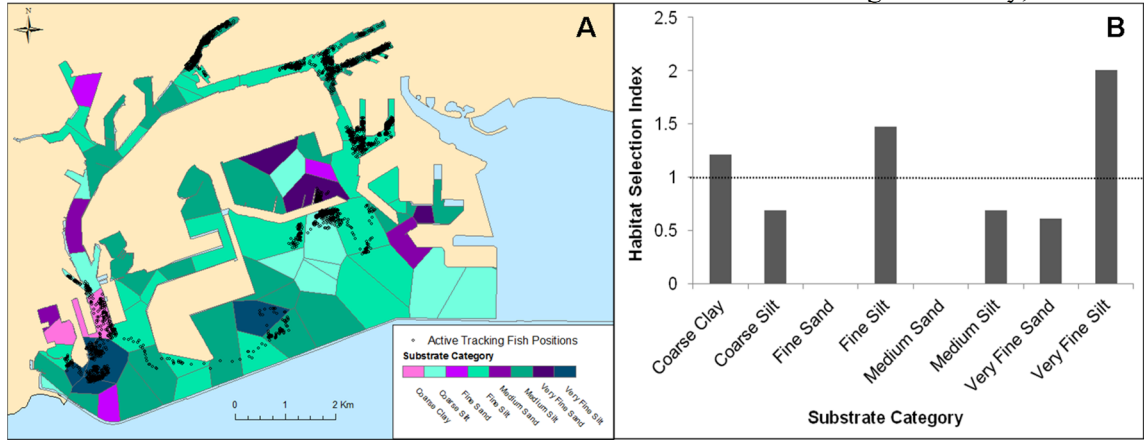 N
A
Active Tracking Fish Positions
Substrate Category
Coarse Clay
Coarse Silt
Fine Sand
Fine Silt
Medium Sand
Medium Silt
Very Fine Sand
Very Fine Silt
0 1 2 Km
B
Habitat Selection Index
2.5
2
1.5
1
0.5
0
Coarse Clay
Coarse Silt
Fine Sand
Fine Silt
Medium Sand
Medium Silt
Very Fine Sand
Very Fine Silt
Substrate Category